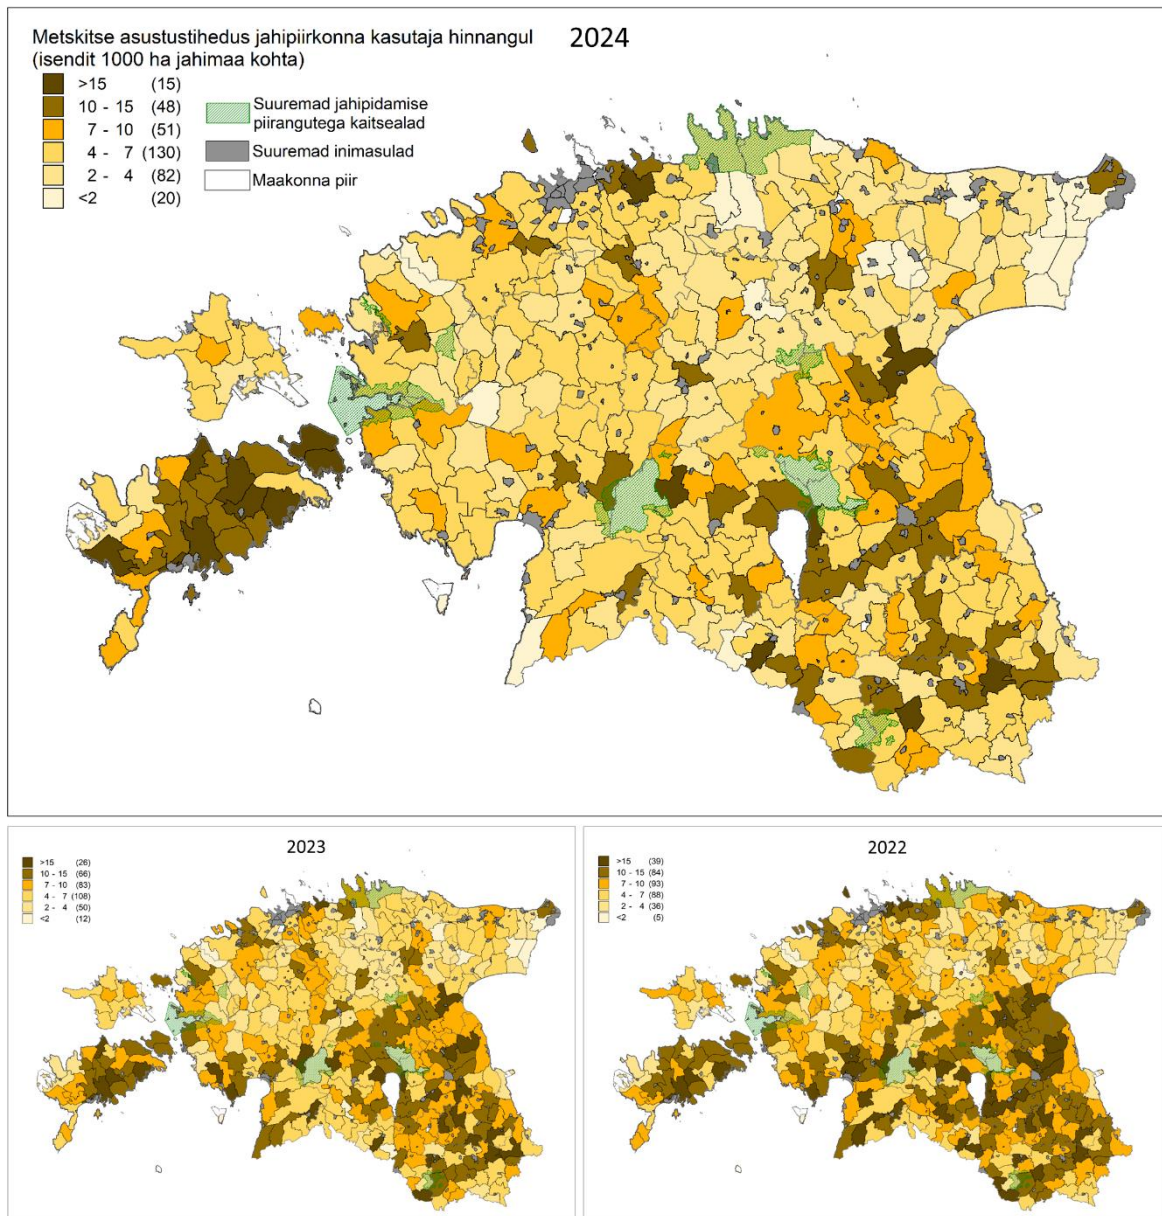 Metskitse asustustihedus jahipiirkonna kasutaja hinnangul 2024
(isendit 1000 ha jahimaa kohta)
>15 (15)
10 - 15 (48)
7 - 10 (51)
4 - 7 (130)
2 - 4 (82)
<2 (20)
Suuremad jahipidamise
piirangutega kaitsealad
Suuremad inimasulad
Maakonna piir
2023
>15 (26)
10 - 15 (66)
7 - 10 (83)
4 - 7 (108)
2 - 4 (50)
<2 (12)
2022
>15 (39)
10 - 15 (84)
7 - 10 (93)
4 - 7 (88)
2 - 4 (36)
<2 (5)